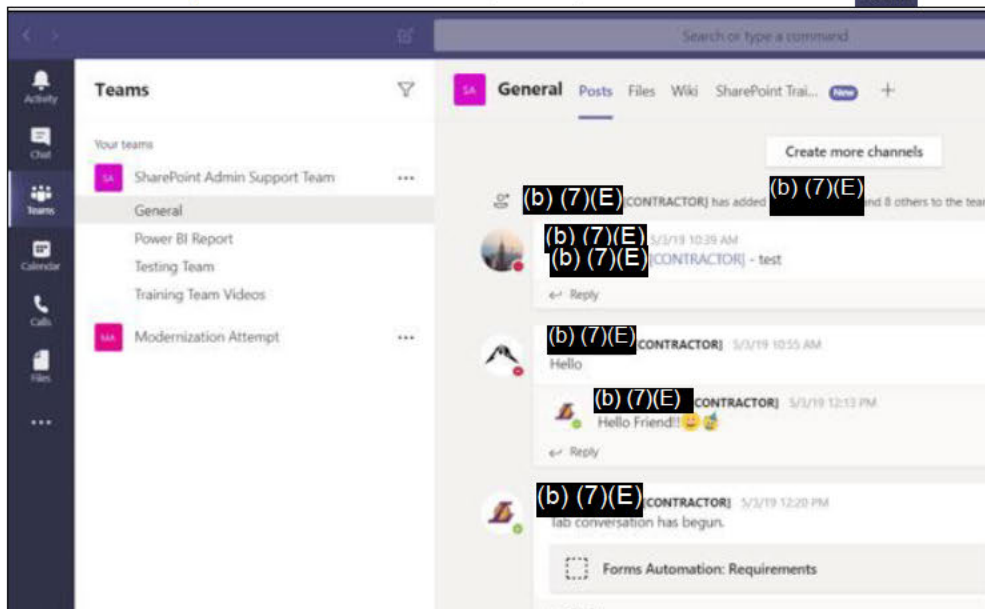 Search or type a command
Activity
Chat
Teams
Calendar
Calls
Files
Teams
Your teams
SA SharePoint Admin Support Team
General
Power BI Report
Testing Team
Training Team Videos
MA Modernization Attempt
SA General Posts Files Wiki SharePoint Trai... New +
Create more channels
(b) (7)(E) [CONTRACTOR] has added (b) (7)(E) and 8 others to the team
(b) (7)(E) 5/3/19 10:39 AM
(b) (7)(E) [CONTRACTOR] - test
Reply
(b) (7)(E) CONTRACTOR] 5/3/19 10:55 AM
Hello
(b) (7)(E) CONTRACTOR] 5/3/19 12:13 PM
Hello Friend!!😀🥳
Reply
(b) (7)(E) [CONTRACTOR] 5/3/19 12:20 PM
Tab conversation has begun.
Forms Automation: Requirements